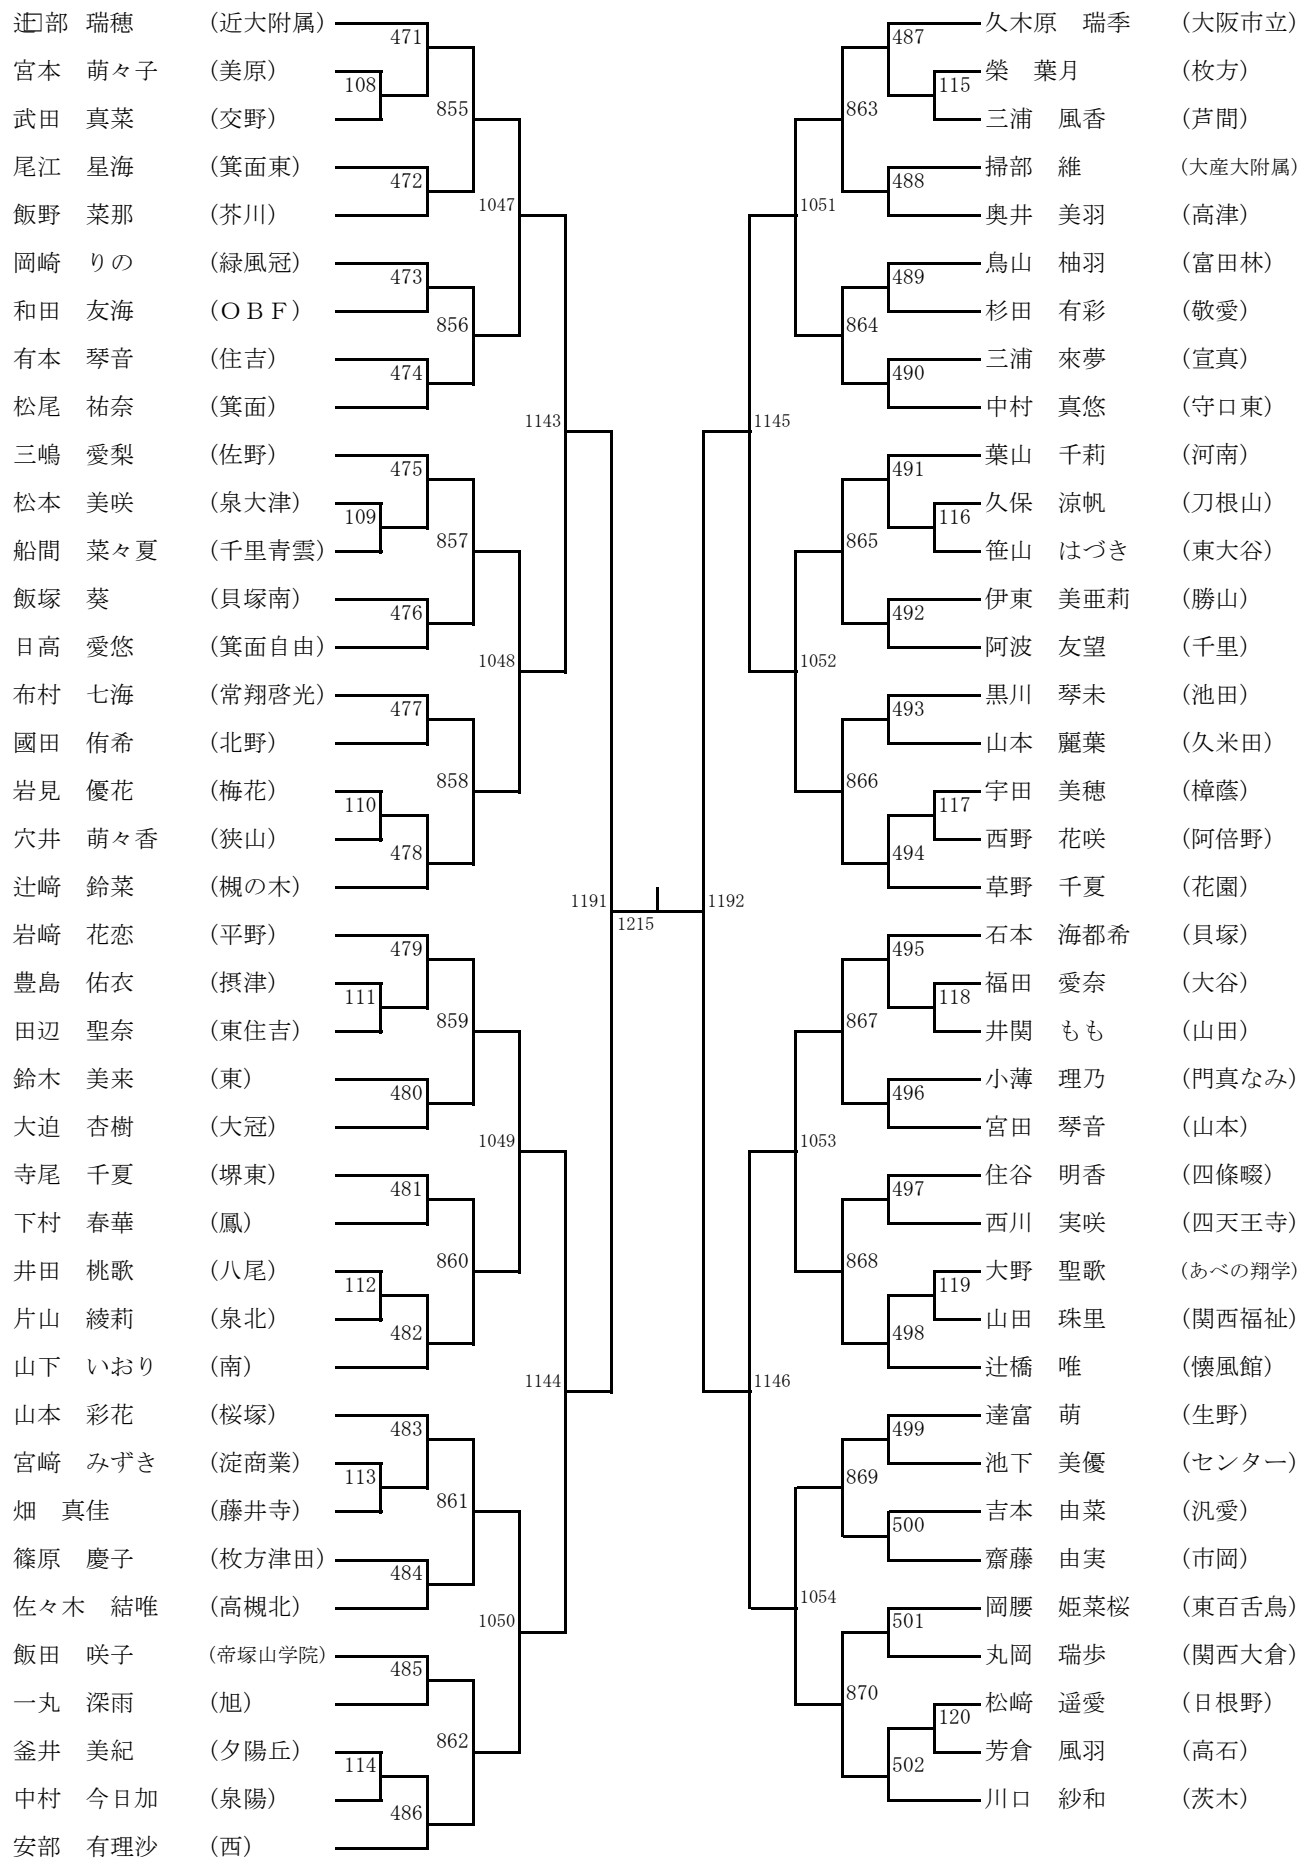 部 瑞穂 (近大附属)
宮本 萌々子 (美原)
武田 真菜 (交野)
尾江 星海 (箕面東)
飯野 菜那 (芥川)
岡崎 りの (緑風冠)
和田 友海 (ＯＢＦ)
有本 琴音 (住吉)
松尾 祐奈 (箕面)
三嶋 愛梨 (佐野)
松本 美咲 (泉大津)
船間 菜々夏 (千里青雲)
飯塚 葵 (貝塚南)
日高 愛悠 (箕面自由)
布村 七海 (常翔啓光)
國田 侑希 (北野)
岩見 優花 (梅花)
穴井 萌々香 (狭山)
辻﨑 鈴菜 (槻の木)
岩﨑 花恋 (平野)
豊島 佑衣 (摂津)
田辺 聖奈 (東住吉)
鈴木 美来 (東)
大迫 杏樹 (大冠)
寺尾 千夏 (堺東)
下村 春華 (鳳)
井田 桃歌 (八尾)
片山 綾莉 (泉北)
山下 いおり (南)
山本 彩花 (桜塚)
宮﨑 みずき (淀商業)
畑 真佳 (藤井寺)
篠原 慶子 (枚方津田)
佐々木 結唯 (高槻北)
飯田 咲子 (帝塚山学院)
一丸 深雨 (旭)
釜井 美紀 (夕陽丘)
中村 今日加 (泉陽)
安部 有理沙 (西)
108
109
110
111
112
113
114
471
472
473
474
475
476
477
478
479
480
481
482
483
484
485
486
855
856
857
858
859
860
861
862
1047
1048
1049
1050
1143
1144
1191
1215
1192
1145
1146
1051
1052
1053
1054
863
864
865
866
867
868
869
870
487
488
489
490
491
492
493
494
495
496
497
498
499
500
501
502
115
116
117
118
119
120
久木原 瑞季 (大阪市立)
榮 葉月 (枚方)
三浦 風香 (芦間)
掃部 維 (大産大附属)
奥井 美羽 (高津)
鳥山 柚羽 (富田林)
杉田 有彩 (敬愛)
三浦 來夢 (宣真)
中村 真悠 (守口東)
葉山 千莉 (河南)
久保 涼帆 (刀根山)
笹山 はづき (東大谷)
伊東 美亜莉 (勝山)
阿波 友望 (千里)
黒川 琴未 (池田)
山本 麗葉 (久米田)
宇田 美穂 (樟蔭)
西野 花咲 (阿倍野)
草野 千夏 (花園)
石本 海都希 (貝塚)
福田 愛奈 (大谷)
井関 もも (山田)
小薄 理乃 (門真なみ)
宮田 琴音 (山本)
住谷 明香 (四條畷)
西川 実咲 (四天王寺)
大野 聖歌 (あべの翔学)
山田 珠里 (関西福祉)
辻橋 唯 (懐風館)
達富 萌 (生野)
池下 美優 (センター)
吉本 由菜 (汎愛)
齋藤 由実 (市岡)
岡腰 姫菜桜 (東百舌鳥)
丸岡 瑞歩 (関西大倉)
松﨑 遥愛 (日根野)
芳倉 風羽 (高石)
川口 紗和 (茨木)